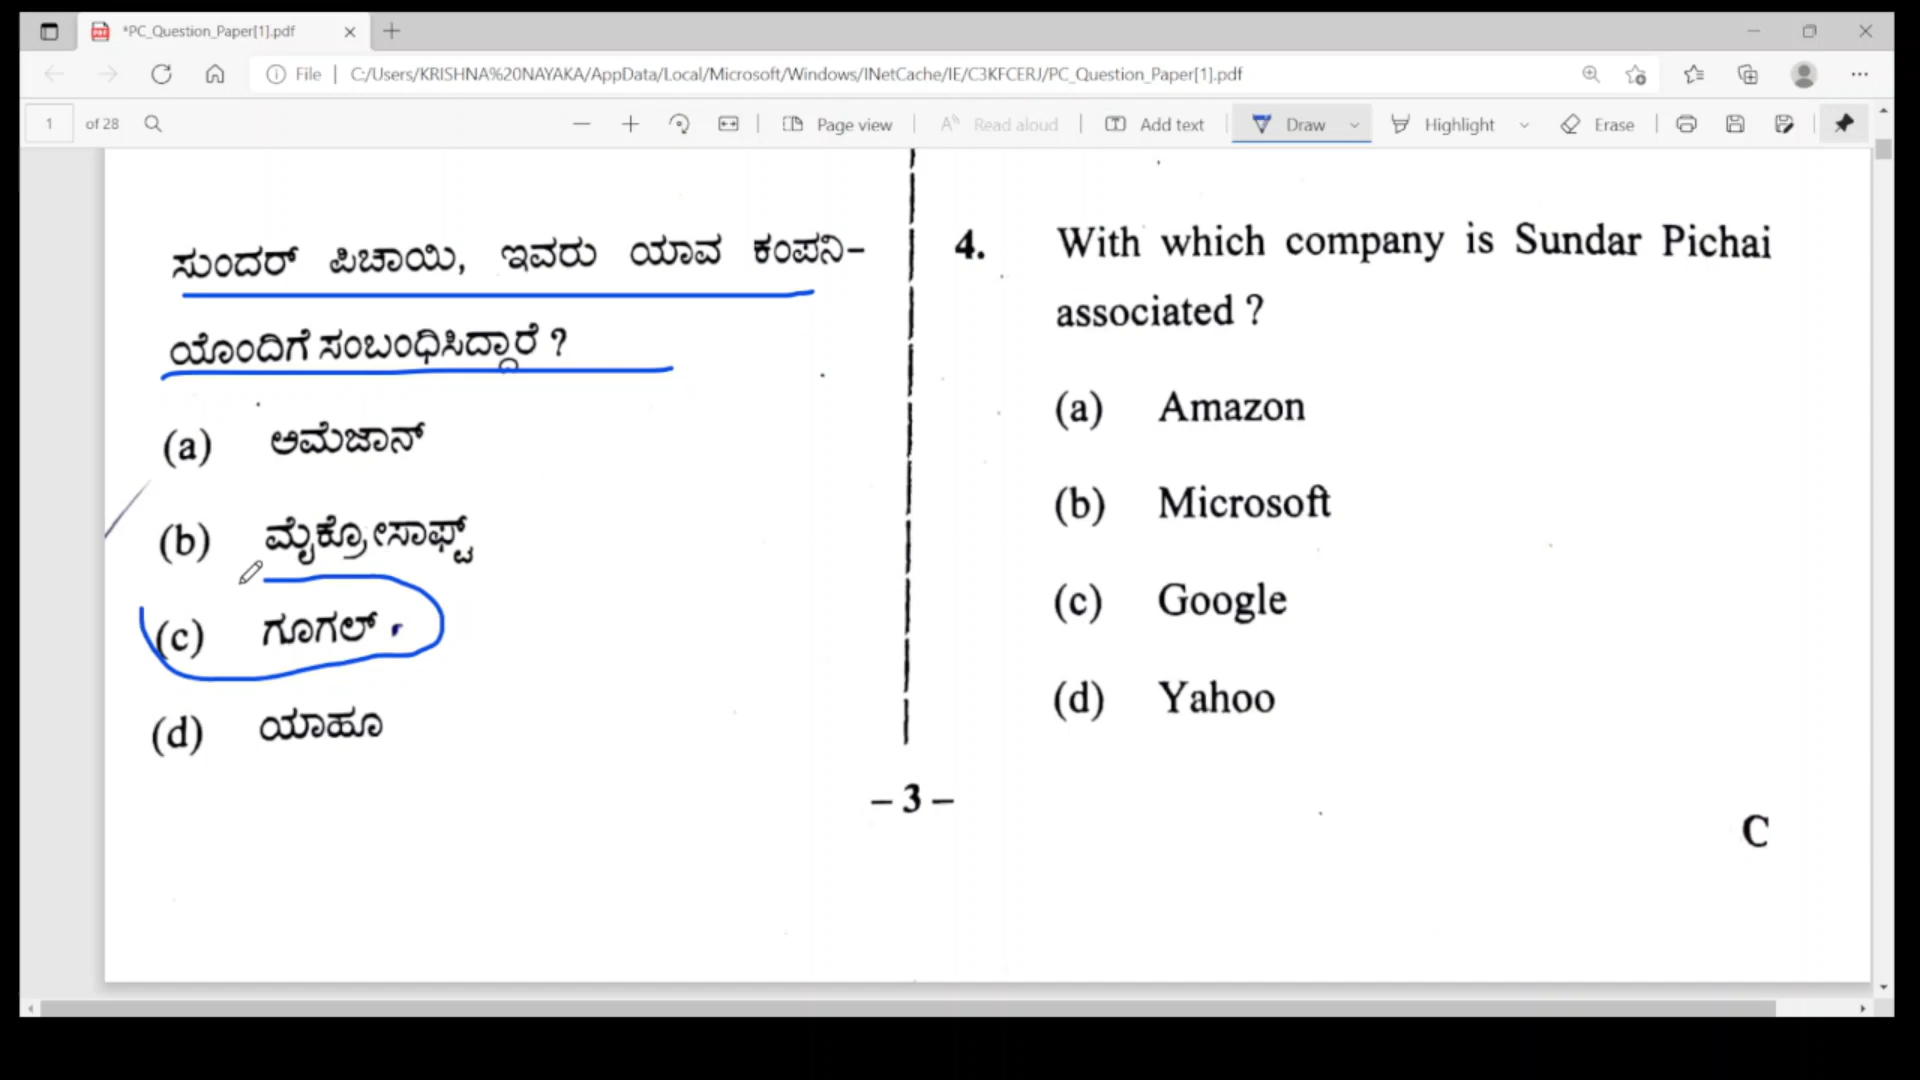 *PC_Question_Paper[1].pdf
File | C:/Users/KRISHNA%20NAYAKA/AppData/Local/Microsoft/Windows/INetCache/IE/C3KFCERJ/PC_Question_Paper[1].pdf
1 of 28 Page view Read aloud Add text Draw Highlight Erase
ಸುಂದರ್ ಪಿಚಾಯಿ, ಇವರು ಯಾವ ಕಂಪನಿ-
ಯೊಂದಿಗೆ ಸಂಬಂಧಿಸಿದ್ದಾರೆ ?
(a) ಆಮೆಜಾನ್
(b) ಮೈಕ್ರೋಸಾಫ್ಟ್
(c) ಗೂಗಲ್
(d) ಯಾಹೂ
4. With which company is Sundar Pichai
associated ?
(a) Amazon
(b) Microsoft
(c) Google
(d) Yahoo
– 3 –
C